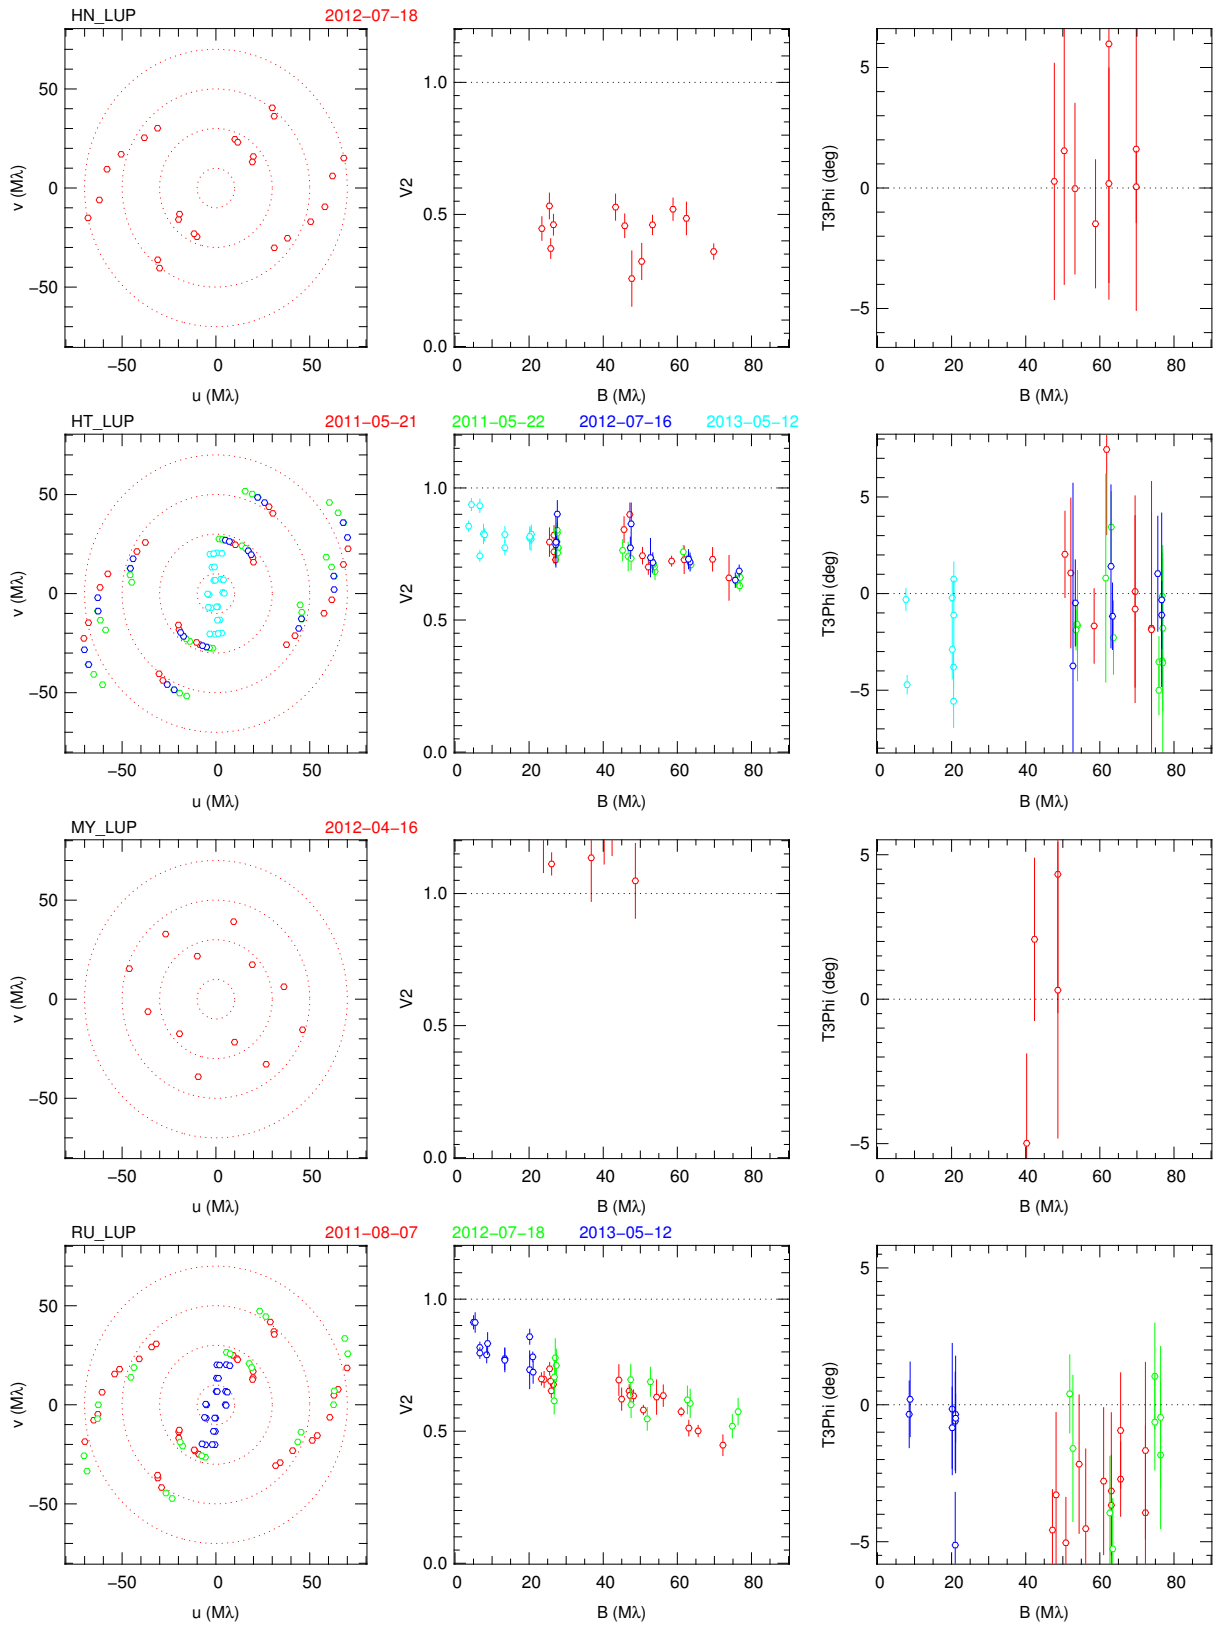 HN_LUP 2012-07-18
50
0
-50
v (Mλ)
-50 0 50
u (Mλ)
1.0
0.5
0.0
V2
0 20 40 60 80
B (Mλ)
5
0
-5
T3Phi (deg)
0 20 40 60 80
B (Mλ)
HT_LUP 2011-05-21 2011-05-22 2012-07-16 2013-05-12
50
0
-50
v (Mλ)
-50 0 50
u (Mλ)
1.0
0.5
0.0
V2
0 20 40 60 80
B (Mλ)
5
0
-5
T3Phi (deg)
0 20 40 60 80
B (Mλ)
MY_LUP 2012-04-16
50
0
-50
v (Mλ)
-50 0 50
u (Mλ)
1.0
0.5
0.0
V2
0 20 40 60 80
B (Mλ)
5
0
-5
T3Phi (deg)
0 20 40 60 80
B (Mλ)
RU_LUP 2011-08-07 2012-07-18 2013-05-12
50
0
-50
v (Mλ)
-50 0 50
u (Mλ)
1.0
0.5
0.0
V2
0 20 40 60 80
B (Mλ)
5
0
-5
T3Phi (deg)
0 20 40 60 80
B (Mλ)